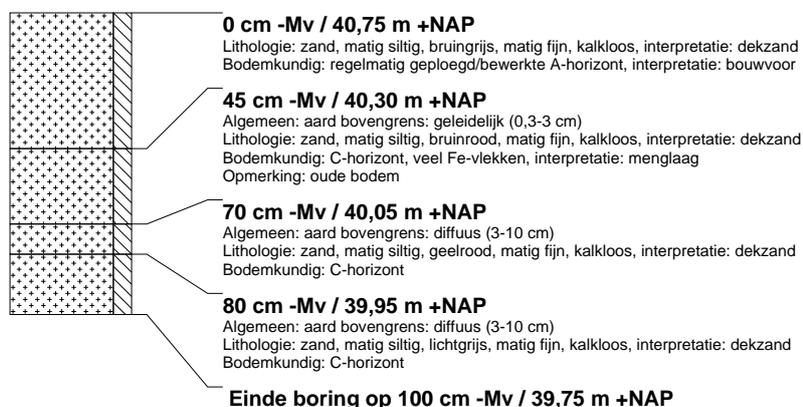 0 cm -Mv / 40,75 m +NAP
Lithologie: zand, matig siltig, bruingrijs, matig fijn, kalkloos, interpretatie: dekzand
Bodemkundig: regelmatig geploegd/bewerkte A-horizont, interpretatie: bouwvoor
45 cm -Mv / 40,30 m +NAP
Algemeen: aard bovengrens: geleidelijk (0,3-3 cm)
Lithologie: zand, matig siltig, bruinrood, matig fijn, kalkloos, interpretatie: dekzand
Bodemkundig: C-horizont, veel Fe-vlekken, interpretatie: menglaag
Opmerking: oude bodem
70 cm -Mv / 40,05 m +NAP
Algemeen: aard bovengrens: diffuus (3-10 cm)
Lithologie: zand, matig siltig, geelrood, matig fijn, kalkloos, interpretatie: dekzand
Bodemkundig: C-horizont
80 cm -Mv / 39,95 m +NAP
Algemeen: aard bovengrens: diffuus (3-10 cm)
Lithologie: zand, matig siltig, lichtgrijs, matig fijn, kalkloos, interpretatie: dekzand
Bodemkundig: C-horizont
Einde boring op 100 cm -Mv / 39,75 m +NAP